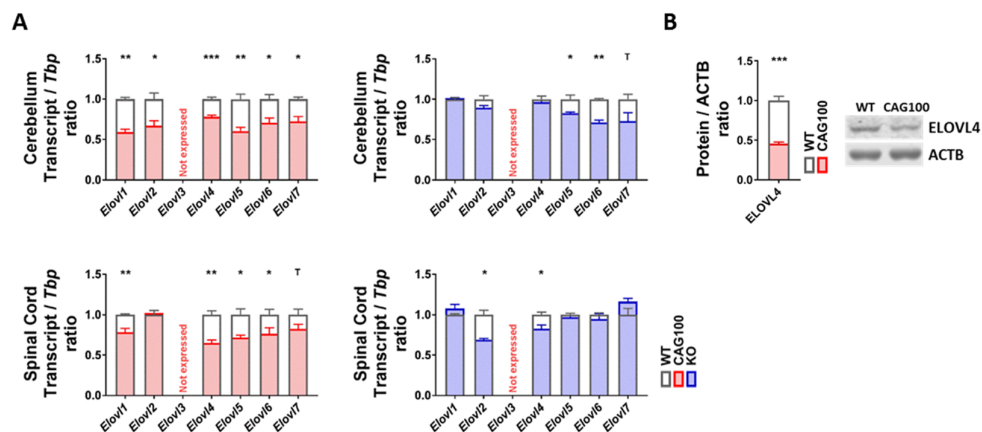 A
B
Cerebellum
Transcript / Tbp
ratio
1.5
1.0
0.5
0.0
** * *** ** * *
Not expressed
Elovl1 Elovl2 Elovl3 Elovl4 Elovl5 Elovl6 Elovl7
Cerebellum
Transcript / Tbp
ratio
1.5
1.0
0.5
0.0
* ** T
Not expressed
Elovl1 Elovl2 Elovl3 Elovl4 Elovl5 Elovl6 Elovl7
Protein / ACTB
ratio
1.5
1.0
0.5
0.0
***
ELOVL4
WT
CAG100
WT CAG100
ELOVL4
ACTB
Spinal Cord
Transcript / Tbp
ratio
1.5
1.0
0.5
0.0
** ** * * T
Not expressed
Elovl1 Elovl2 Elovl3 Elovl4 Elovl5 Elovl6 Elovl7
Spinal Cord
Transcript / Tbp
ratio
1.5
1.0
0.5
0.0
* *
Not expressed
Elovl1 Elovl2 Elovl3 Elovl4 Elovl5 Elovl6 Elovl7
WT
CAG100
KO